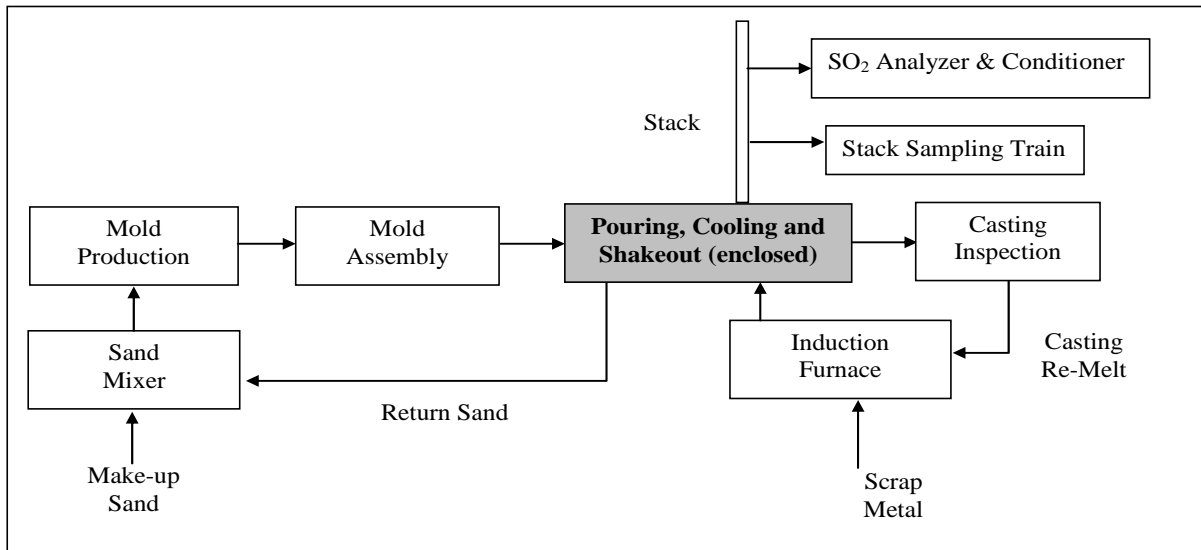 SO₂ Analyzer & Conditioner
Stack
Stack Sampling Train
Mold
Production
Mold
Assembly
Pouring, Cooling and
Shakeout (enclosed)
Casting
Inspection
Sand
Mixer
Induction
Furnace
Casting
Re-Melt
Return Sand
Make-up
Sand
Scrap
Metal